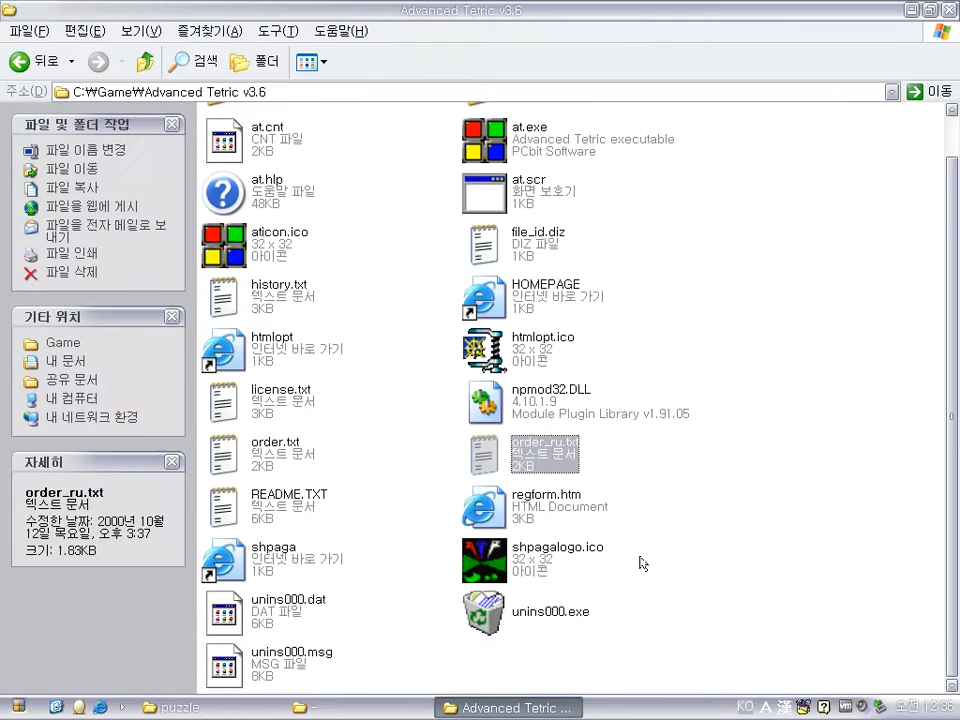 Advanced Tetric v3.6
파일(F) 편집(E) 보기(V) 즐겨찾기(A) 도구(T) 도움말(H)
뒤로 검색 폴더
주소(D) C:₩Game₩Advanced Tetric v3.6 이동
파일 및 폴더 작업
파일 이름 변경
파일 이동
파일 복사
파일을 웹에 게시
파일을 전자 메일로 보
내기
파일 인쇄
파일 삭제
기타 위치
Game
내 문서
공유 문서
내 컴퓨터
내 네트워크 환경
자세히
order_ru.txt
텍스트 문서
수정한 날짜: 2000년 10월
12일 목요일, 오후 3:37
크기: 1.83KB
at.cnt
CNT 파일
2KB
at.exe
Advanced Tetric executable
PCbit Software
at.hlp
도움말 파일
48KB
at.scr
화면 보호기
1KB
aticon.ico
32 x 32
아이콘
file_id.diz
DIZ 파일
1KB
history.txt
텍스트 문서
3KB
HOMEPAGE
인터넷 바로 가기
1KB
htmlopt
인터넷 바로 가기
1KB
htmlopt.ico
32 x 32
아이콘
license.txt
텍스트 문서
3KB
npmod32.DLL
4.10.1.9
Module Plugin Library v1.91.05
order.txt
텍스트 문서
2KB
order_ru.txt
텍스트 문서
2KB
README.TXT
텍스트 문서
6KB
regform.htm
HTML Document
3KB
shpaga
인터넷 바로 가기
1KB
shpagalogo.ico
32 x 32
아이콘
unins000.dat
DAT 파일
6KB
unins000.exe
unins000.msg
MSG 파일
8KB
puzzle - Advanced Tetric ... KO A 漢 오전 12:36